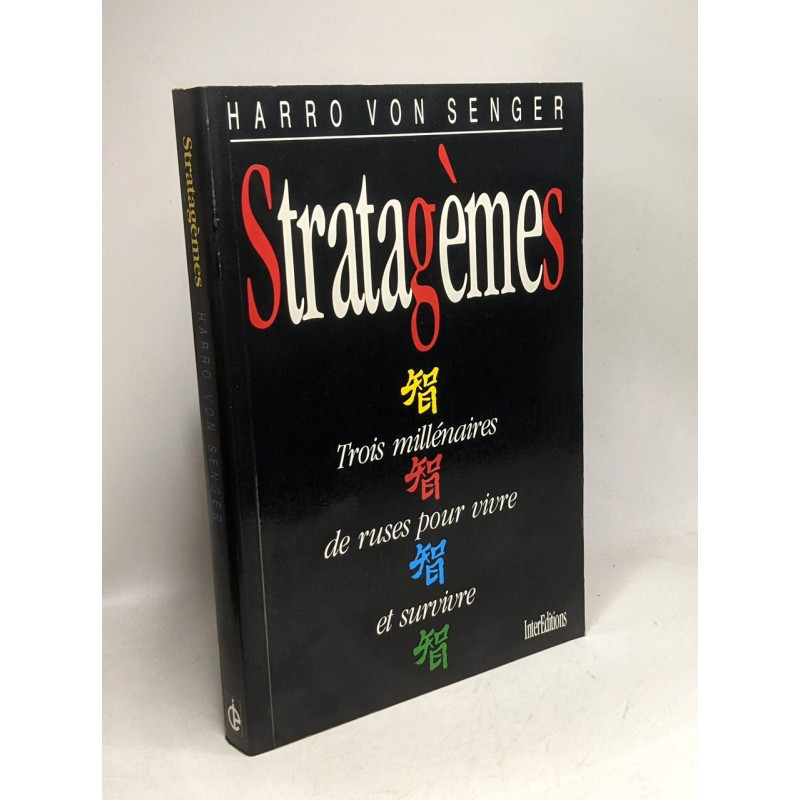 HARRO VON SENGER
Stratagèmes
智
Trois millénaires
智
de ruses pour vivre
智
et survivre
智
InterEditions
Stratagèmes
HARRO VON SENGER
ie